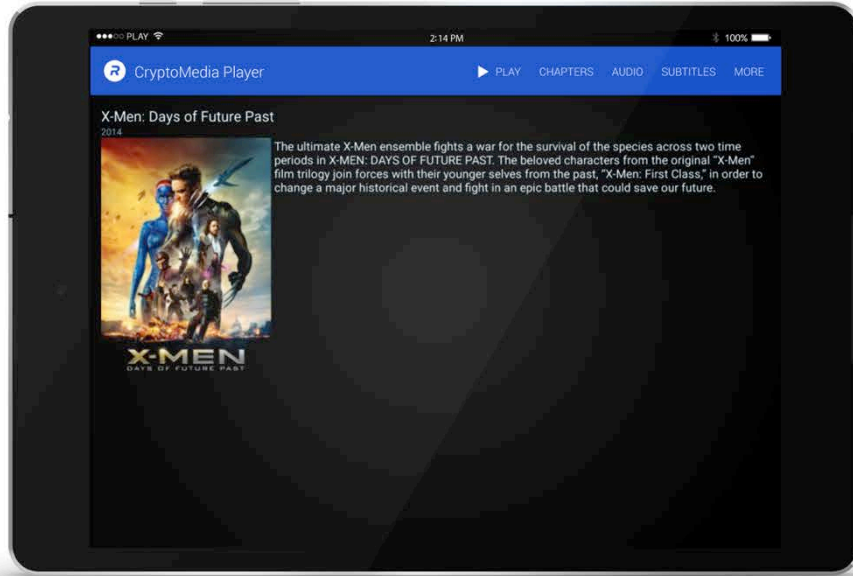 PLAY
2:14 PM
100%
R CryptoMedia Player
PLAY CHAPTERS AUDIO SUBTITLES MORE
X-Men: Days of Future Past
2014
The ultimate X-Men ensemble fights a war for the survival of the species across two time
periods in X-MEN: DAYS OF FUTURE PAST. The beloved characters from the original "X-Men"
film trilogy join forces with their younger selves from the past, "X-Men: First Class," in order to
change a major historical event and fight in an epic battle that could save our future.
X-MEN
DAYS OF FUTURE PAST